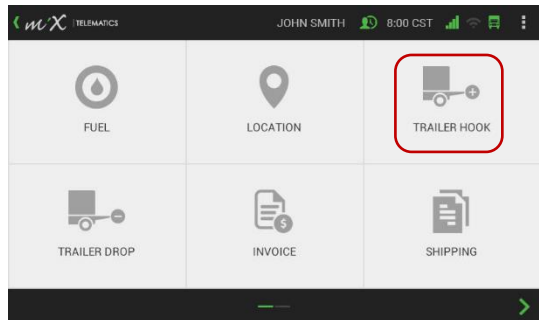 MiX TELEMATICS JOHN SMITH 8:00 CST
FUEL LOCATION TRAILER HOOK
TRAILER DROP INVOICE SHIPPING